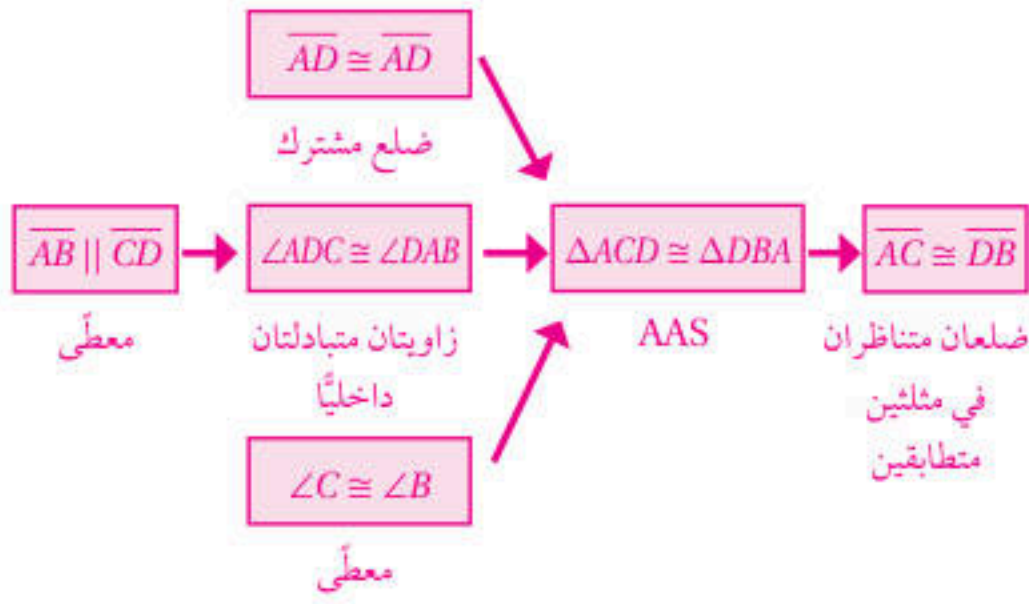 AD ≅ AD
ضلع مشترك
AB || CD
∠ADC ≅ ∠DAB
ΔACD ≅ ΔDBA
AC ≅ DB
معطًى
زاويتان متبادلتان
داخليًّا
AAS
ضلعان متناظران
في مثلثين
متطابقين
∠C ≅ ∠B
معطًى